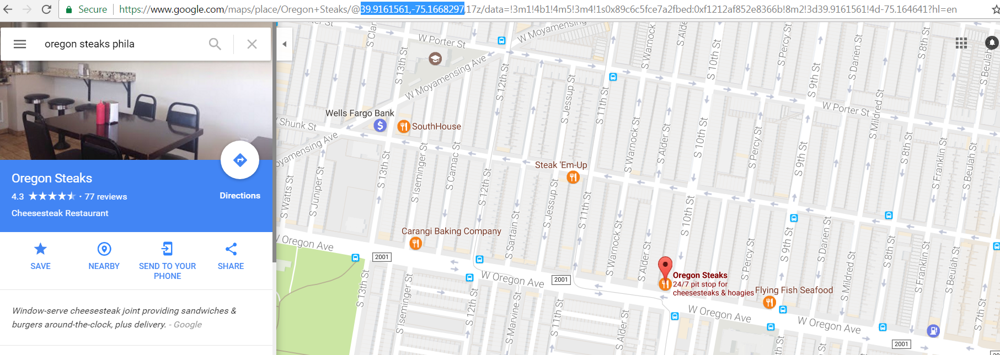 Secure
https://www.google.com/maps/place/Oregon+Steaks/@39.9161561,-75.1668297,17z/data=!3m1!4b1!4m5!3m4!1s0x89c6c5fce7a2fbed:0xf1212af852e8366b!8m2!3d39.9161561!4d-75.164641?hl=en
oregon steaks phila
Oregon Steaks
4.3
· 77 reviews
Directions
Cheesesteak Restaurant
SAVE
NEARBY
SEND TO YOUR
PHONE
SHARE
Window-serve cheesesteak joint providing sandwiches &
burgers around-the-clock, plus delivery. - Google
W Porter St
W Moyamensing Ave
S Warnock
S Alder
S 10th St
S Percy St
S Darien St
S 8th St
S Beulah
S 13th St
W Moyamensing Ave
S 12th St
S Jessup St
S 11th St
S 9th St
W Porter St
S Mildred St
Wells Fargo Bank
$
SouthHouse
Shunk St
oyamensing Ave
S Juniper St
S Watts St
S 13th St
S Iseminger St
S Camac St
S 12th St
Steak 'Em-Up
S Warnock St
S Alder St
S 10th St
S Percy St
S 9th St
S 8th St
S Franklin St
S Beulah St
S Jessup St
S 11th St
S Sartain St
Carangi Baking Company
W Oregon Ave
2001
S Warnock St
S Alder St
S 10th St
S Percy St
S 9th St
S Darien St
S Mildred St
S 8th St
S Franklin St
S Beulah St
S 7th St
W Oregon Ave
2001
Oregon Steaks
24/7 pit stop for
cheesesteaks & hoagies
Flying Fish Seafood
S 13th St
S Iseminger St
S 12th St
S Marvine St
S 11th St
S Alder St
W Oregon Ave
W Oregon Ave
2001